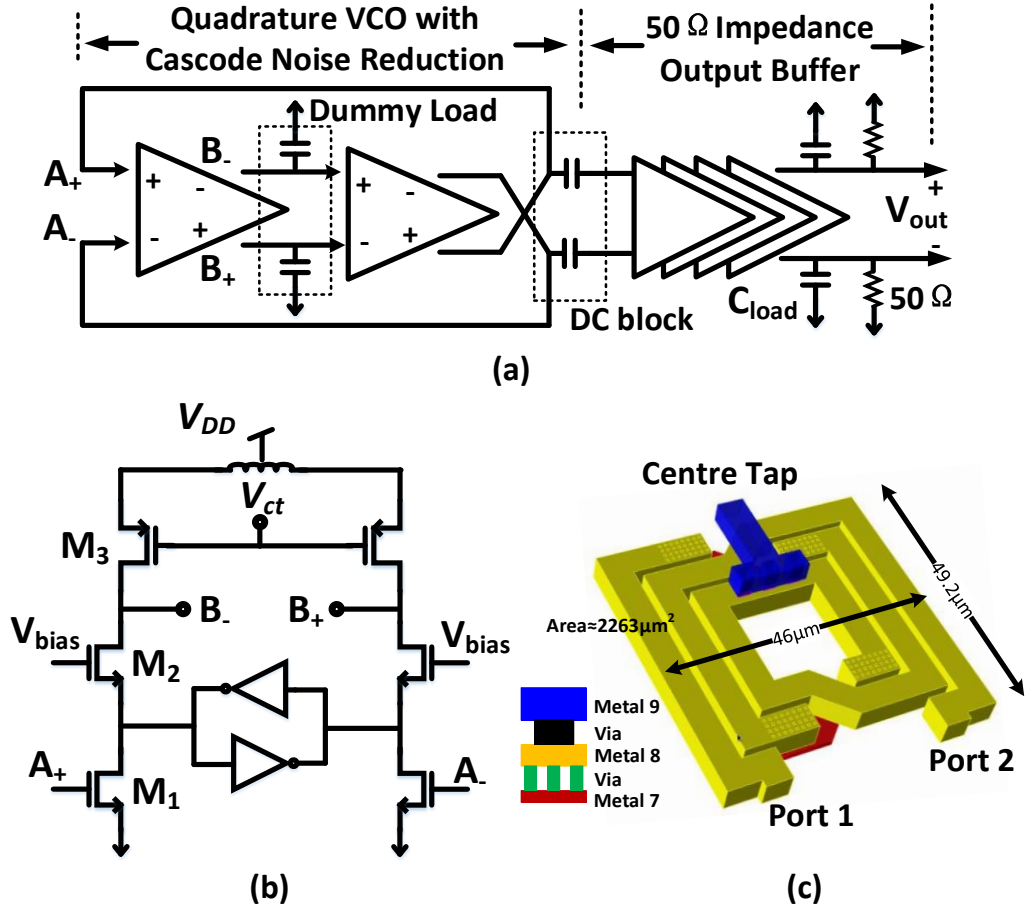 Quadrature VCO with
Cascode Noise Reduction
50 Ω Impedance
Output Buffer
Dummy Load
A+
A-
+
-
-
+
B-
B+
+
-
-
+
DC block
Cload
50 Ω
+
Vout
-
(a)
VDD
Vct
M3
B-
B+
Vbias
Vbias
M2
A+
A-
M1
(b)
Centre Tap
49.2µm
Area≈2263µm²
46µm
Metal 9
Via
Metal 8
Via
Metal 7
Port 2
Port 1
(c)